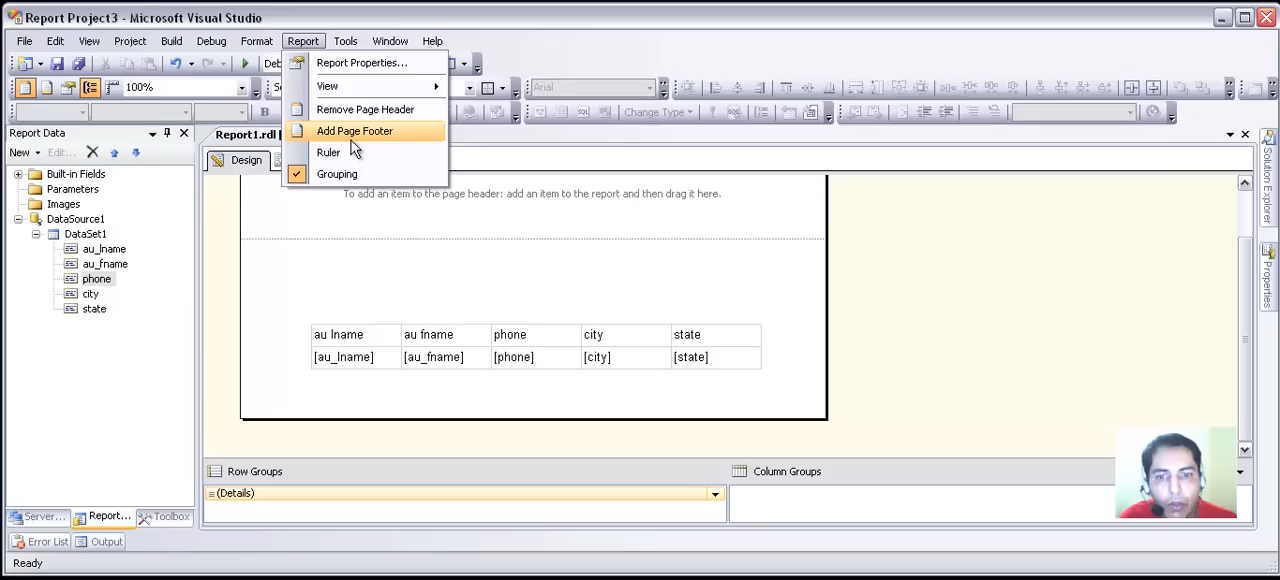 Report Project3 - Microsoft Visual Studio
File Edit View Project Build Debug Format Report Tools Window Help
100%
Arial
Change Type
Report Properties...
View
Remove Page Header
Add Page Footer
Ruler
Grouping
Report Data
New Edit...
Built-in Fields
Parameters
Images
DataSource1
DataSet1
au_lname
au_fname
phone
city
state
Report1.rdl
Design
To add an item to the page header: add an item to the report and then drag it here.
au lname au fname phone city state
[au_lname] [au_fname] [phone] [city] [state]
Row Groups
Column Groups
(Details)
Solution Explorer
Properties
Server... Report... Toolbox
Error List Output
Ready